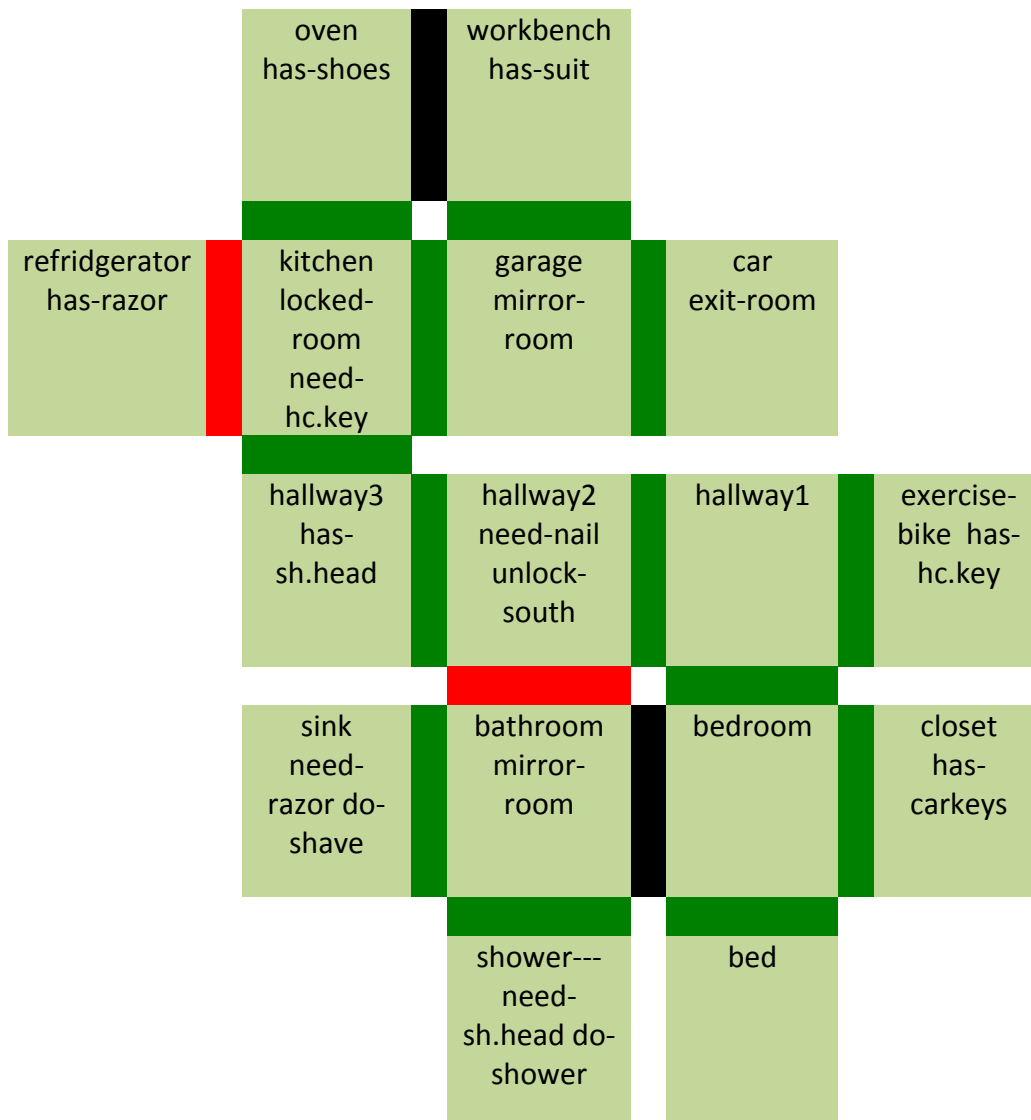 oven
has-shoes
workbench
has-suit
refridgerator
has-razor
kitchen
locked-
room
need-
hc.key
garage
mirror-
room
car
exit-room
hallway3
has-
sh.head
hallway2
need-nail
unlock-
south
hallway1
exercise-
bike has-
hc.key
sink
need-
razor do-
shave
bathroom
mirror-
room
bedroom
closet
has-
carkeys
shower---
need-
sh.head do-
shower
bed